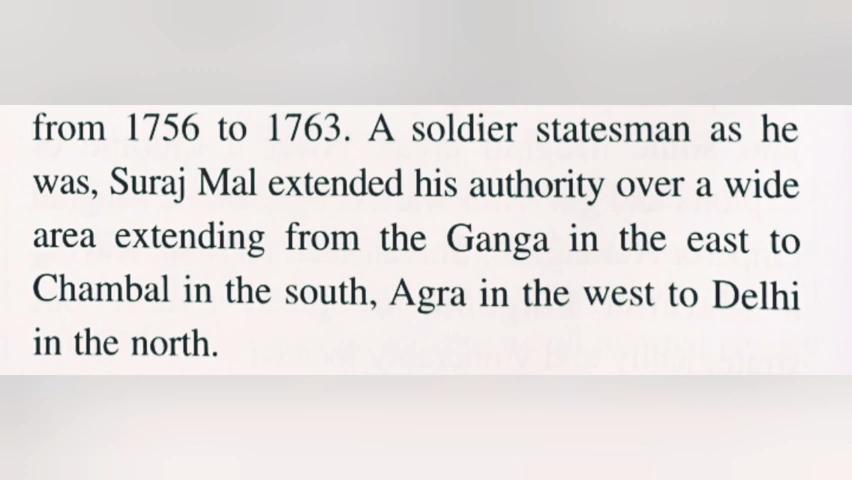 from 1756 to 1763. A soldier statesman as he
was, Suraj Mal extended his authority over a wide
area extending from the Ganga in the east to
Chambal in the south, Agra in the west to Delhi
in the north.